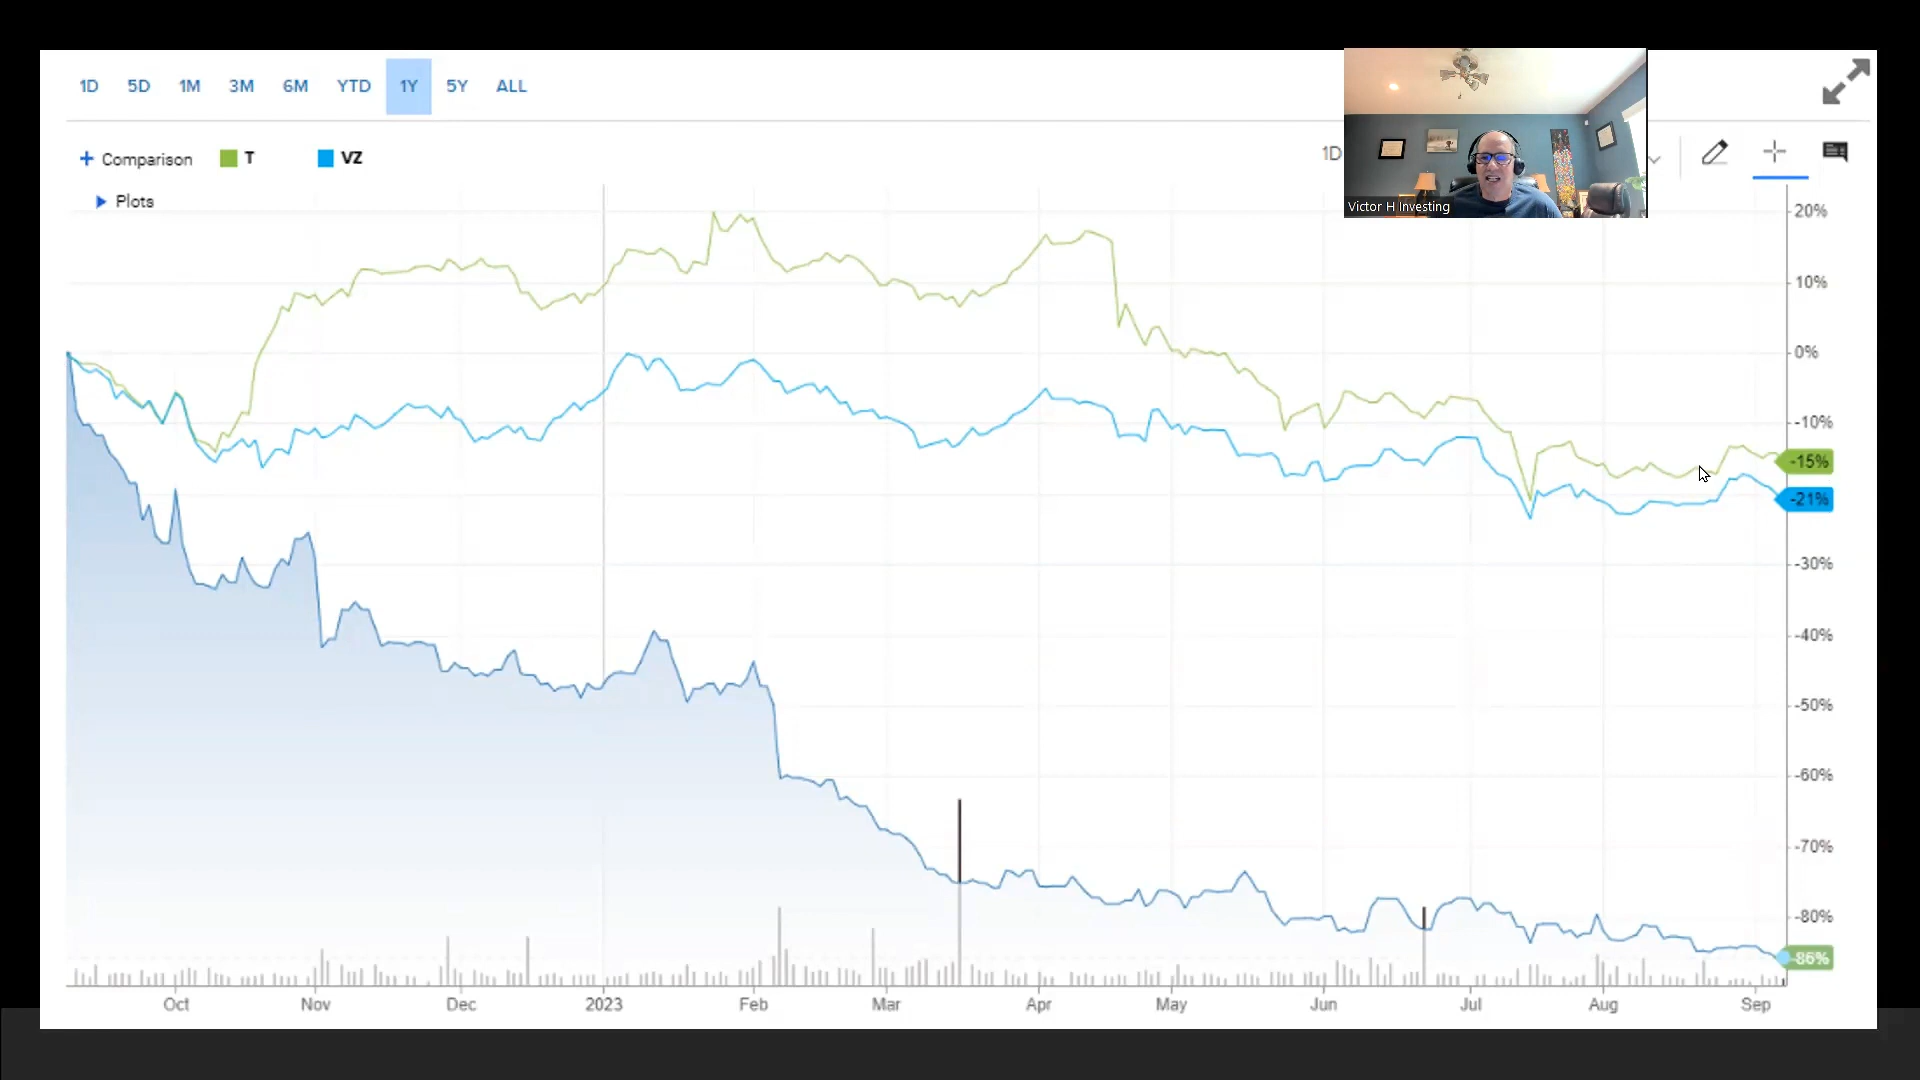 1D 5D 1M 3M 6M YTD 1Y 5Y ALL
+ Comparison T VZ
1D
Plots
Victor H Investing
20%
10%
0%
-10%
-15%
-21%
-30%
-40%
-50%
-60%
-70%
-80%
-86%
Oct Nov Dec 2023 Feb Mar Apr May Jun Jul Aug Sep